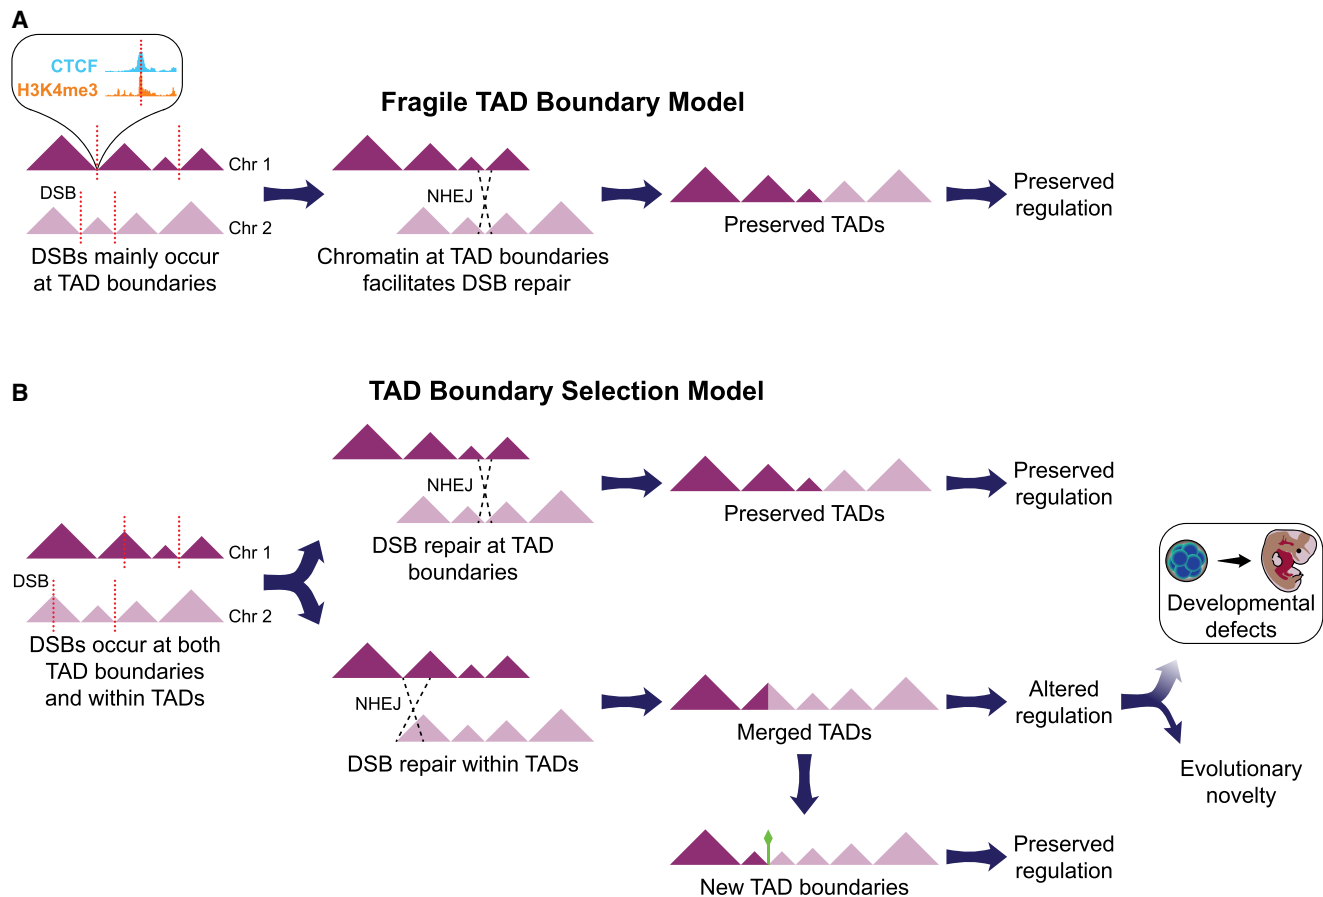 A
CTCF
H3K4me3
Fragile TAD Boundary Model
Chr 1
DSB
Chr 2
DSBs mainly occur
at TAD boundaries
NHEJ
Chromatin at TAD boundaries
facilitates DSB repair
Preserved TADs
Preserved
regulation
B
TAD Boundary Selection Model
Chr 1
DSB
Chr 2
DSBs occur at both
TAD boundaries
and within TADs
NHEJ
DSB repair at TAD
boundaries
Preserved TADs
Preserved
regulation
NHEJ
DSB repair within TADs
Merged TADs
Altered
regulation
Developmental
defects
Evolutionary
novelty
New TAD boundaries
Preserved
regulation